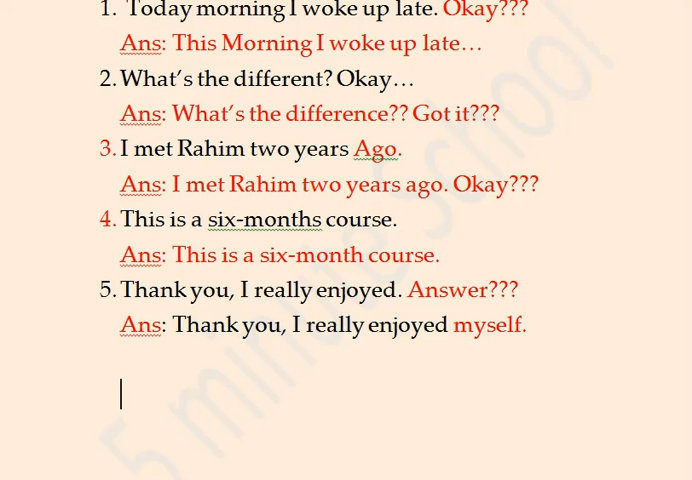 1. Today morning I woke up late. Okay???
Ans: This Morning I woke up late…
2. What's the different? Okay…
Ans: What's the difference?? Got it???
3. I met Rahim two years Ago.
Ans: I met Rahim two years ago. Okay???
4. This is a six-months course.
Ans: This is a six-month course.
5. Thank you, I really enjoyed. Answer???
Ans: Thank you, I really enjoyed myself.
5 minute School